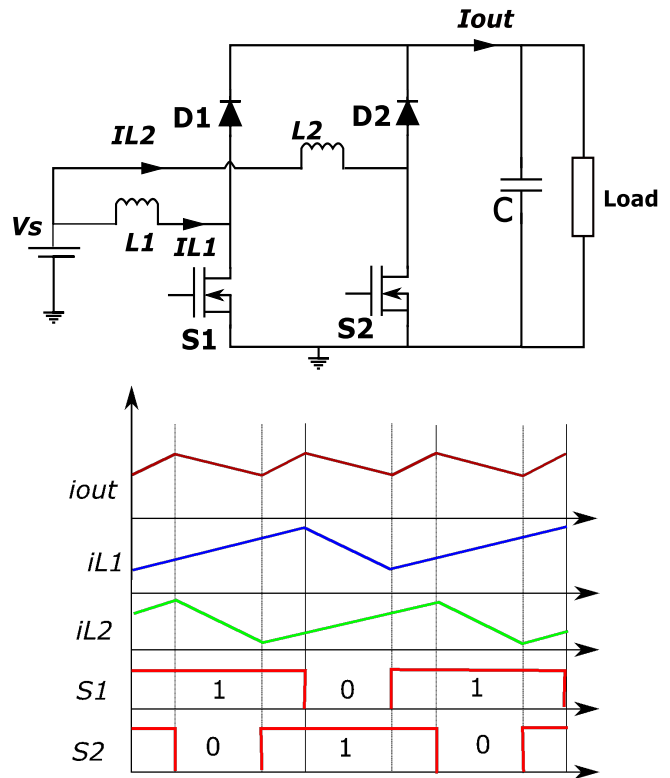 Iout
D1
L2
D2
IL2
Vs
L1
IL1
C
Load
S1
S2
iout
iL1
iL2
S1 1 0 1
S2 0 1 0